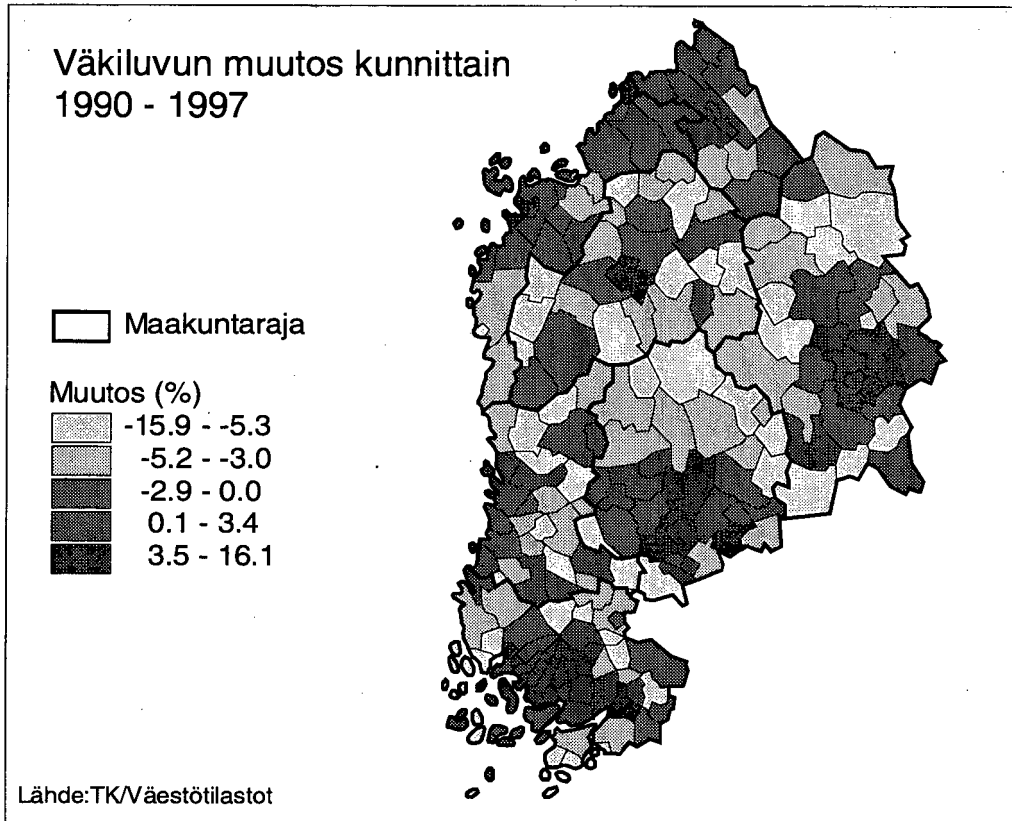 Väkiluvun muutos kunnittain
1990 - 1997
Maakuntaraja
Muutos (%)
-15.9 - -5.3
-5.2 - -3.0
-2.9 - 0.0
0.1 - 3.4
3.5 - 16.1
Lähde:TK/Väestötilastot